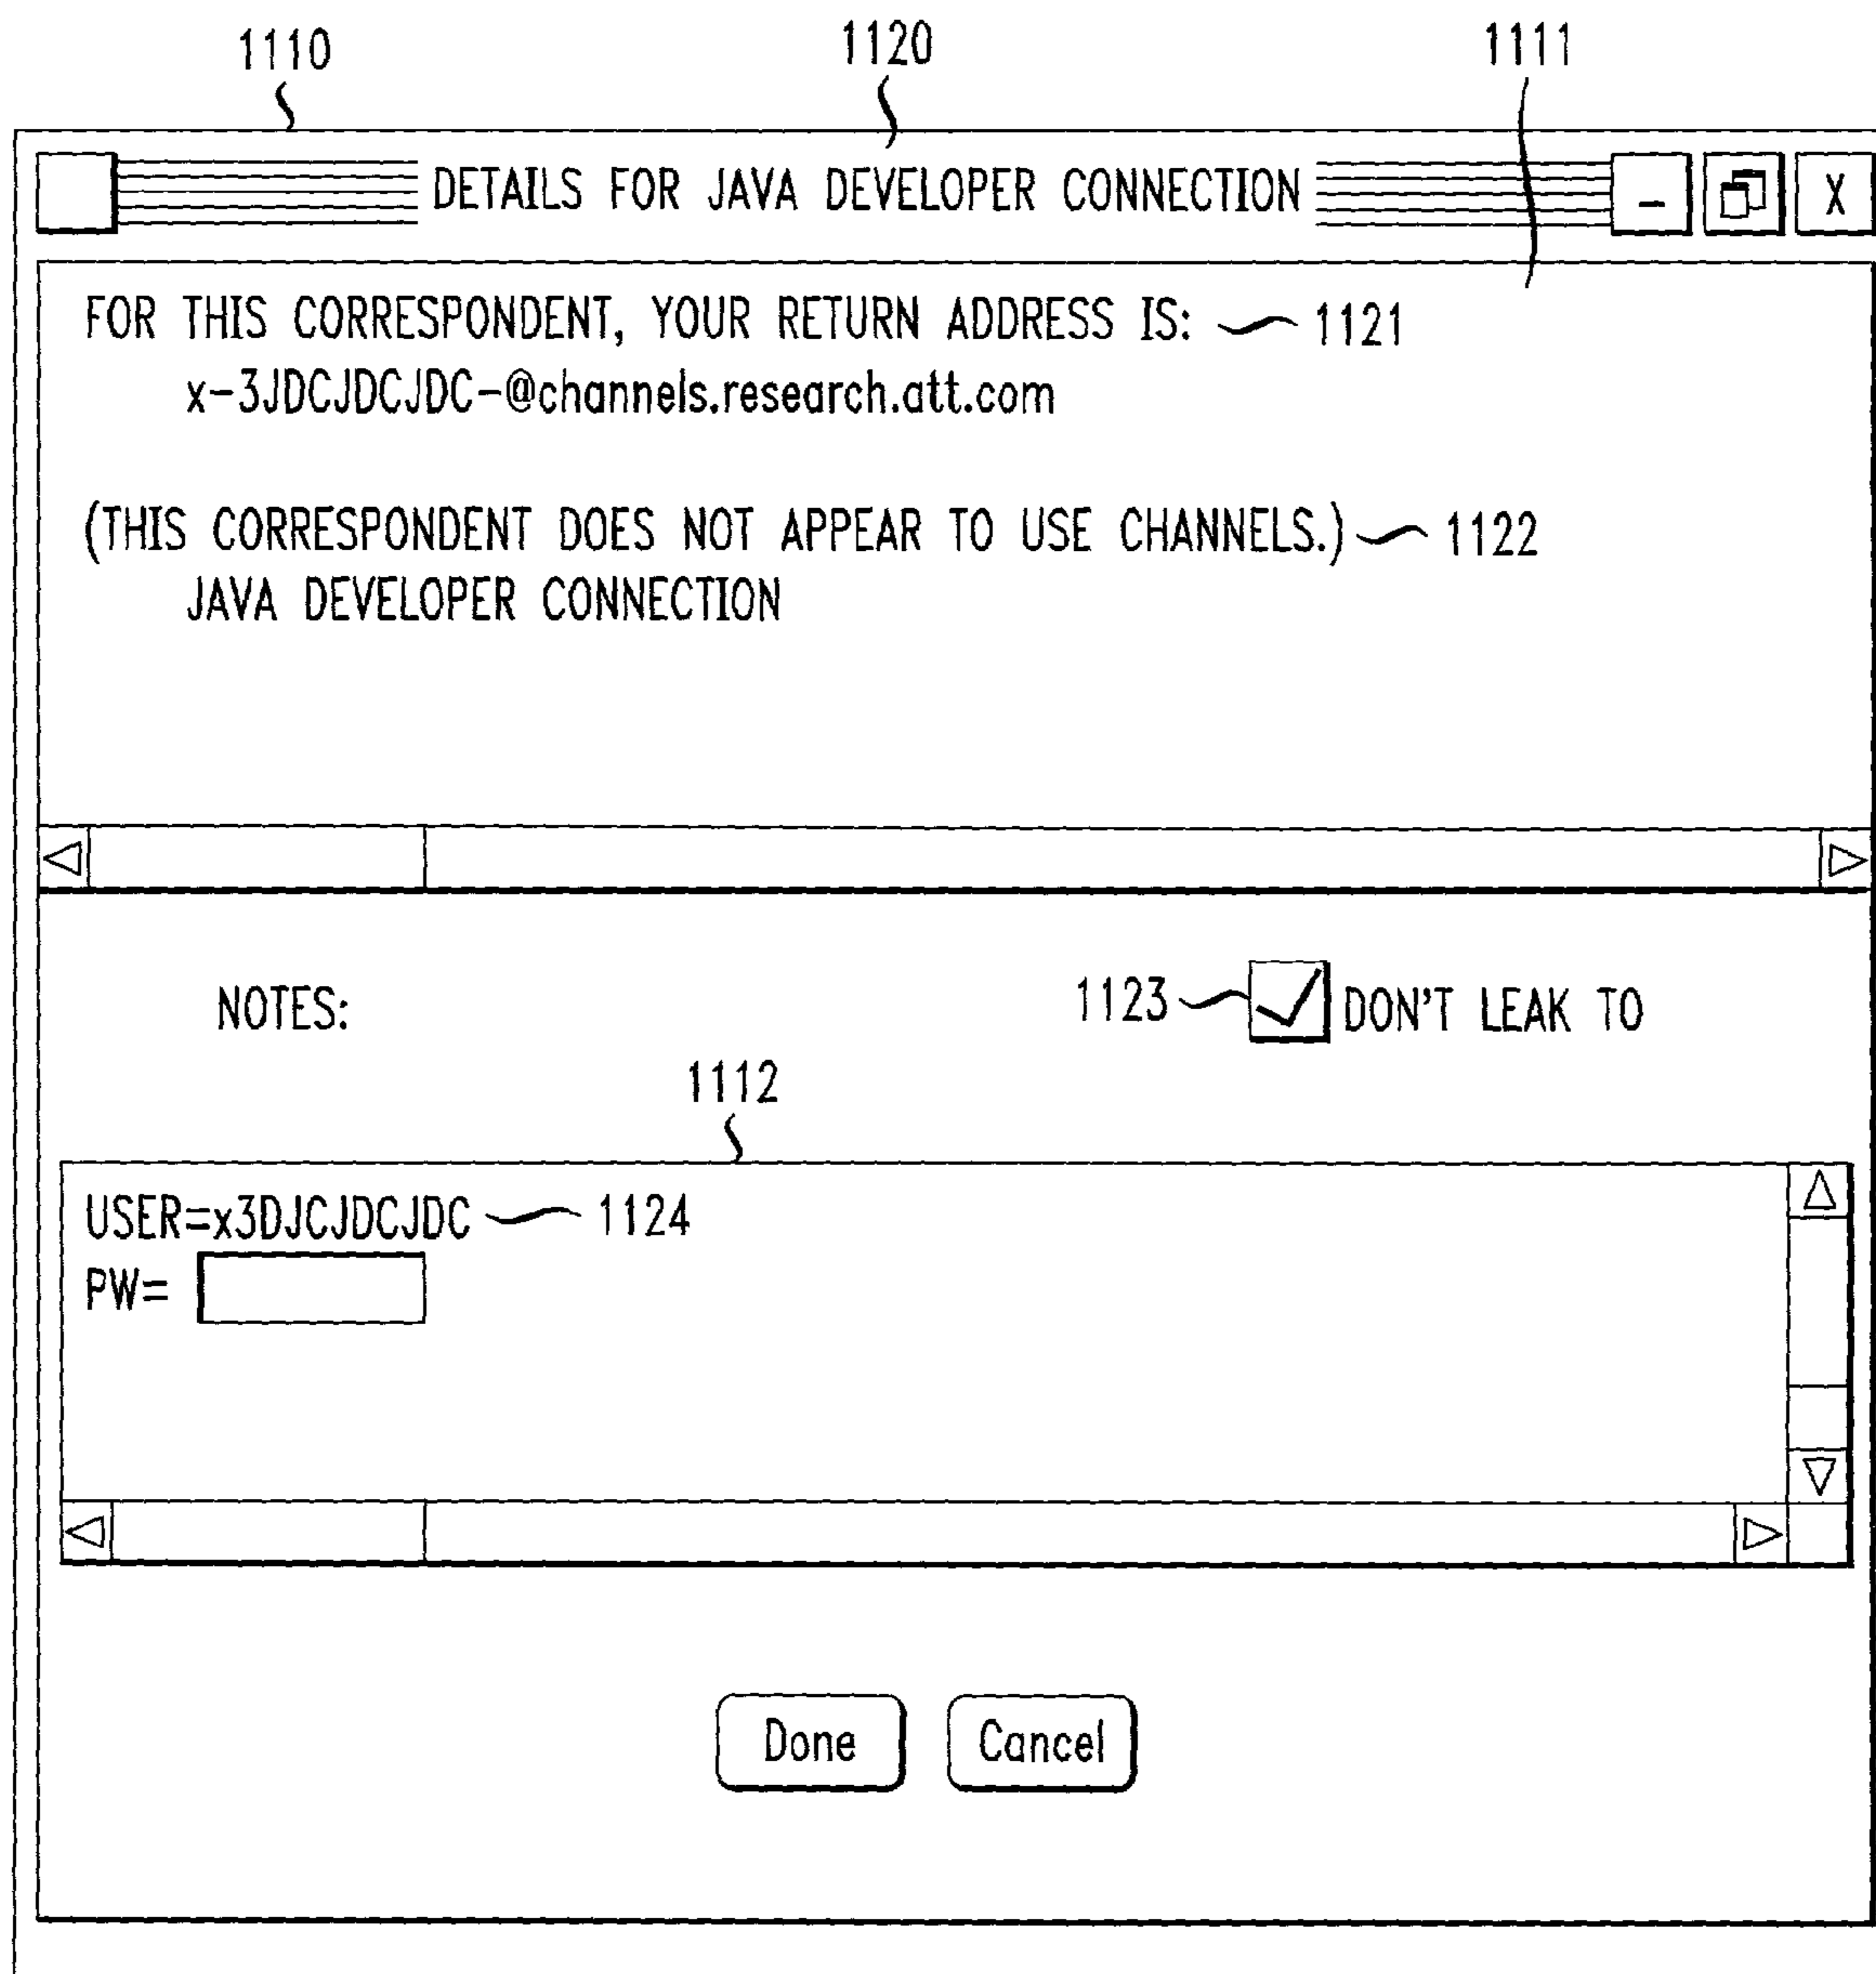 1110 1120 1111
DETAILS FOR JAVA DEVELOPER CONNECTION - X
FOR THIS CORRESPONDENT, YOUR RETURN ADDRESS IS: 1121
x-3JDCJDCJDC-@channels.research.att.com
(THIS CORRESPONDENT DOES NOT APPEAR TO USE CHANNELS.) 1122
JAVA DEVELOPER CONNECTION
NOTES: 1123 DON'T LEAK TO
1112
USER=x3DJCJDCJDC 1124
PW=
Done Cancel